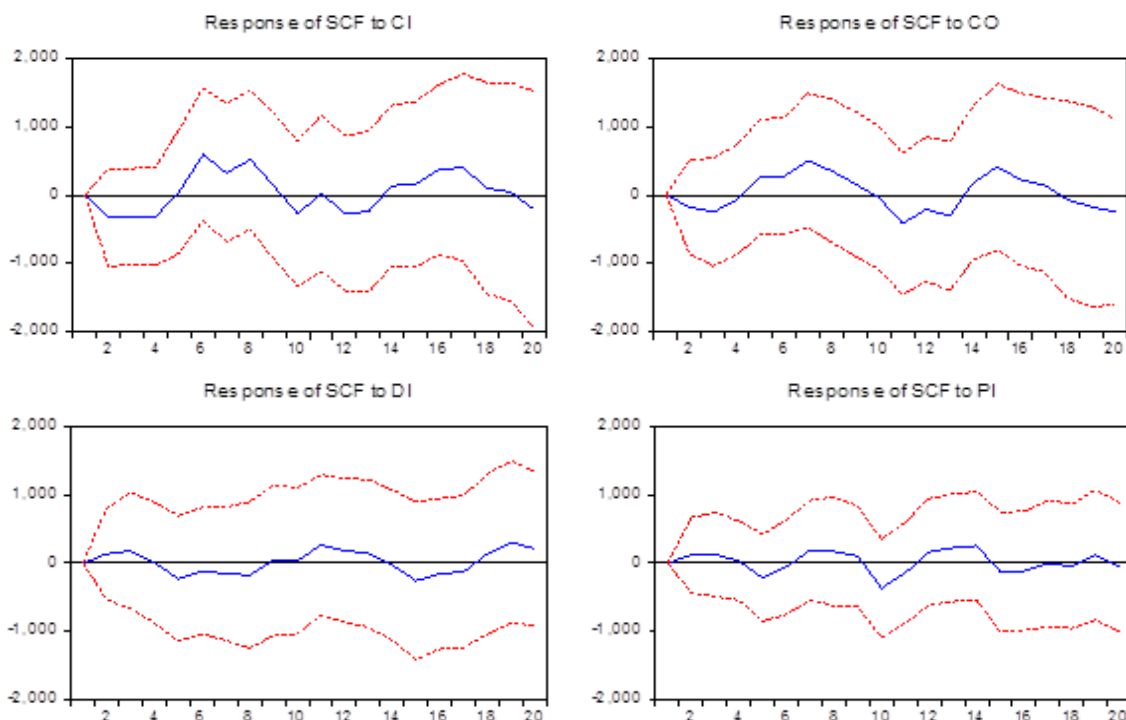 Response of SCF to CI
2,000
1,000
0
-1,000
-2,000
2 4 6 8 10 12 14 16 18 20
Response of SCF to CO
2,000
1,000
0
-1,000
-2,000
2 4 6 8 10 12 14 16 18 20
Response of SCF to DI
2,000
1,000
0
-1,000
-2,000
2 4 6 8 10 12 14 16 18 20
Response of SCF to PI
2,000
1,000
0
-1,000
-2,000
2 4 6 8 10 12 14 16 18 20